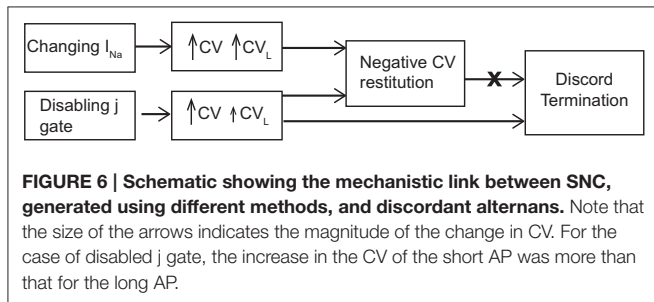 Changing I_Na
↑CV ↑CV_L
Negative CV
restitution
X
Discord
Termination
Disabling j
gate
↑CV ↑CV_L
FIGURE 6 | Schematic showing the mechanistic link between SNC,
generated using different methods, and discordant alternans. Note that
the size of the arrows indicates the magnitude of the change in CV. For the
case of disabled j gate, the increase in the CV of the short AP was more than
that for the long AP.